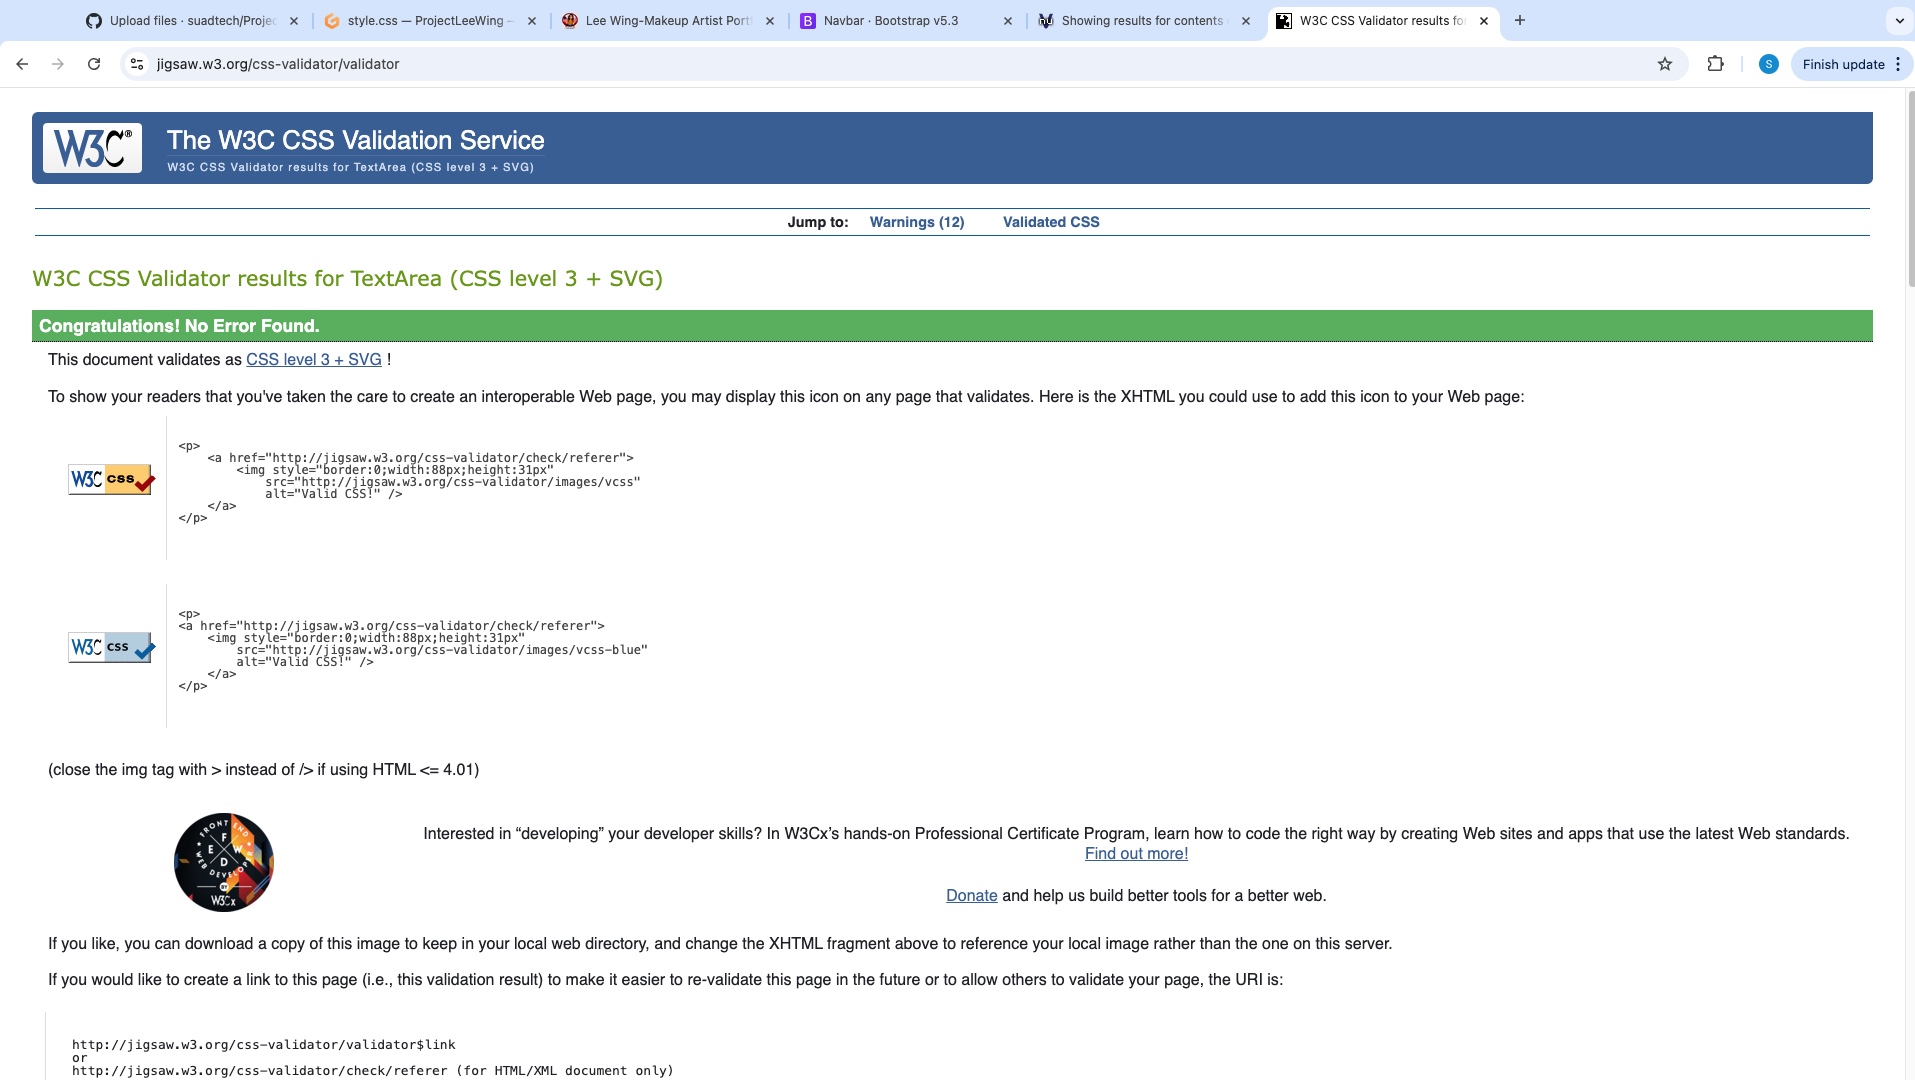 Upload files · suadtech/Projec
style.css — ProjectLeeWing –
Lee Wing-Makeup Artist Port
Navbar · Bootstrap v5.3
Showing results for contents
W3C CSS Validator results fo
jigsaw.w3.org/css-validator/validator
S
Finish update
W3C®
The W3C CSS Validation Service
W3C CSS Validator results for TextArea (CSS level 3 + SVG)
Jump to: Warnings (12) Validated CSS
W3C CSS Validator results for TextArea (CSS level 3 + SVG)
Congratulations! No Error Found.
This document validates as CSS level 3 + SVG !
To show your readers that you've taken the care to create an interoperable Web page, you may display this icon on any page that validates. Here is the XHTML you could use to add this icon to your Web page:
W3C css
<p>
<a href="http://jigsaw.w3.org/css-validator/check/referer">
<img style="border:0;width:88px;height:31px"
src="http://jigsaw.w3.org/css-validator/images/vcss"
alt="Valid CSS!" />
</a>
</p>
W3C css
<p>
<a href="http://jigsaw.w3.org/css-validator/check/referer">
<img style="border:0;width:88px;height:31px"
src="http://jigsaw.w3.org/css-validator/images/vcss-blue"
alt="Valid CSS!" />
</a>
</p>
(close the img tag with > instead of /> if using HTML <= 4.01)
FRONT END
F E W D
WEB DEVELOP
BY
W3Cx
Interested in “developing” your developer skills? In W3Cx’s hands-on Professional Certificate Program, learn how to code the right way by creating Web sites and apps that use the latest Web standards.
Find out more!
Donate and help us build better tools for a better web.
If you like, you can download a copy of this image to keep in your local web directory, and change the XHTML fragment above to reference your local image rather than the one on this server.
If you would like to create a link to this page (i.e., this validation result) to make it easier to re-validate this page in the future or to allow others to validate your page, the URI is:
http://jigsaw.w3.org/css-validator/validator$link
or
http://jigsaw.w3.org/css-validator/check/referer (for HTML/XML document only)